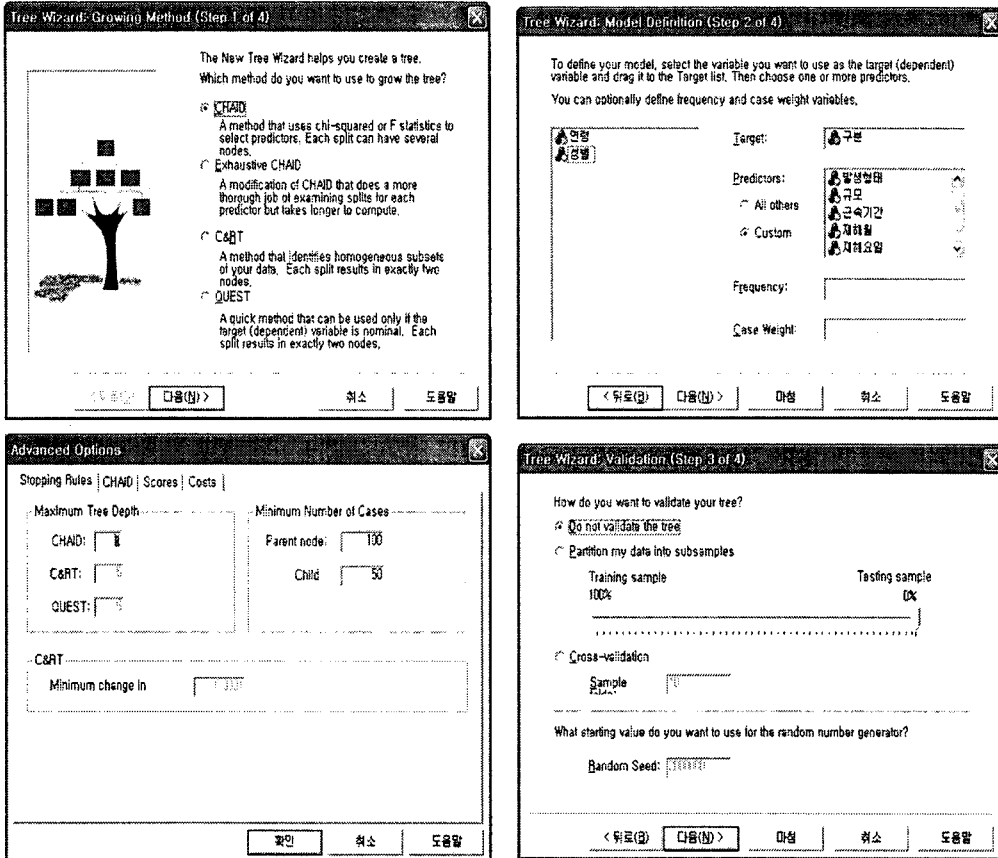 Tree Wizard: Growing Method (Step 1 of 4)
The New Tree Wizard helps you create a tree.
Which method do you want to use to grow the tree?
CHAID
A method that uses chi-squared or F statistics to
select predictors. Each split can have several
nodes.
Exhaustive CHAID
A modification of CHAID that does a more
thorough job of examining splits for each
predictor but takes longer to compute.
C&RT
A method that identifies homogeneous subsets
of your data. Each split results in exactly two
nodes.
QUEST
A quick method that can be used only if the
target (dependent) variable is nominal. Each
split results in exactly two nodes.
다음(N) >
취소
도움말
Tree Wizard: Model Definition (Step 2 of 4)
To define your model, select the variable you want to use as the target (dependent)
variable and drag it to the Target list. Then choose one or more predictors.
You can optionally define frequency and case weight variables.
연령
성별
Target:
구분
Predictors:
All others
Custom
발생형태
규모
근속기간
재해월
재해요일
Frequency:
Case Weight:
< 뒤로(B)
다음(N) >
마침
취소
도움말
Advanced Options
Stopping Rules
CHAID
Scores
Costs
Maximum Tree Depth
CHAID:
C&RT:
QUEST:
Minimum Number of Cases
Parent node: 100
Child 50
C&RT
Minimum change in
확인
취소
도움말
Tree Wizard: Validation (Step 3 of 4)
How do you want to validate your tree?
Do not validate the tree
Partition my data into subsamples
Training sample
100%
Testing sample
0%
Cross-validation
Sample
What starting value do you want to use for the random number generator?
Random Seed:
< 뒤로(B)
다음(N) >
마침
취소
도움말